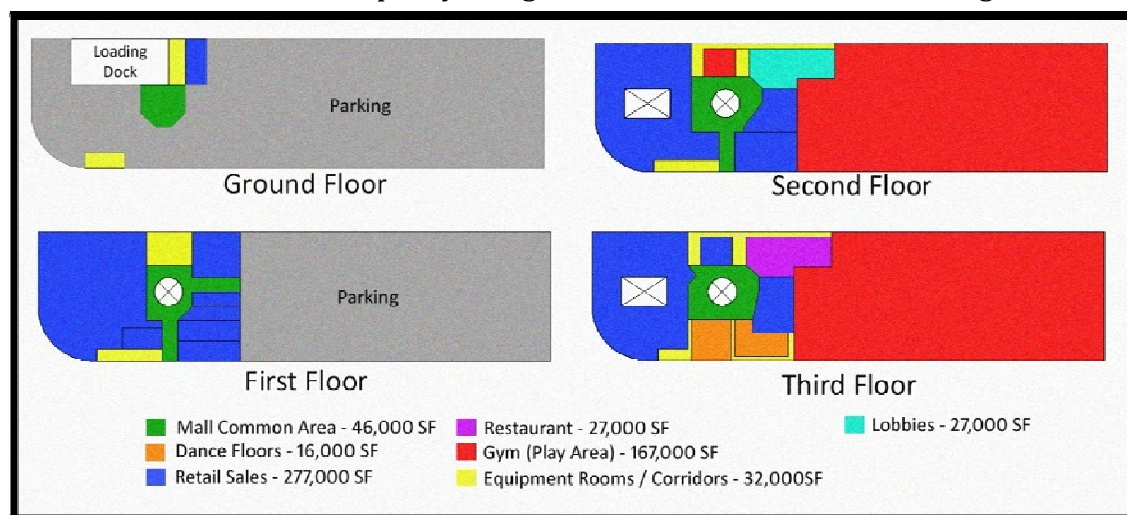 Loading
Dock
Parking
Ground Floor
Second Floor
Parking
First Floor
Third Floor
Mall Common Area - 46,000 SF
Restaurant - 27,000 SF
Lobbies - 27,000 SF
Dance Floors - 16,000 SF
Gym (Play Area) - 167,000 SF
Retail Sales - 277,000 SF
Equipment Rooms / Corridors - 32,000SF